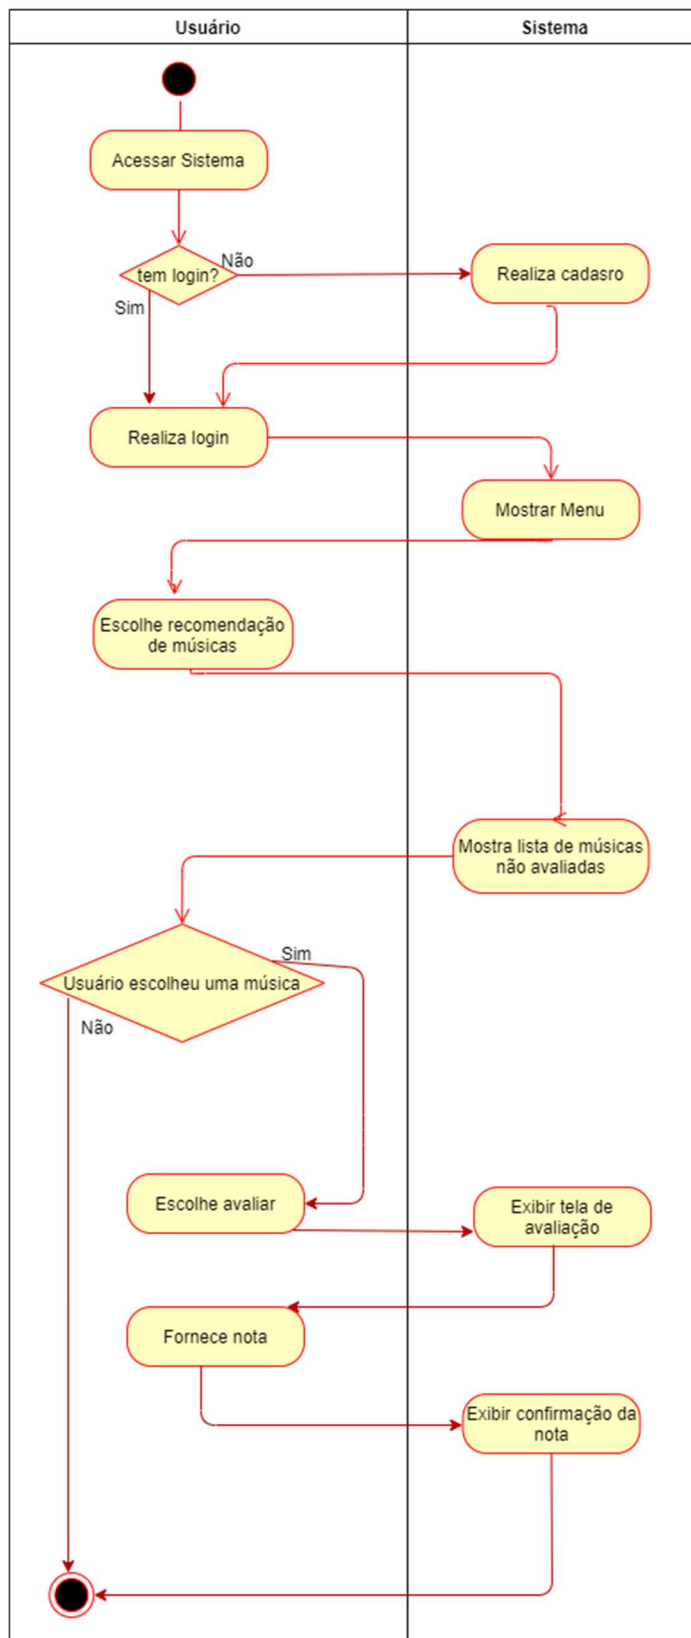 Usuário
Sistema
Acessar Sistema
tem login?
Não
Realiza cadasro
Sim
Realiza login
Mostrar Menu
Escolhe recomendação
de músicas
Mostra lista de músicas
não avaliadas
Sim
Usuário escolheu uma música
Não
Escolhe avaliar
Exibir tela de
avaliação
Fornece nota
Exibir confirmação da
nota